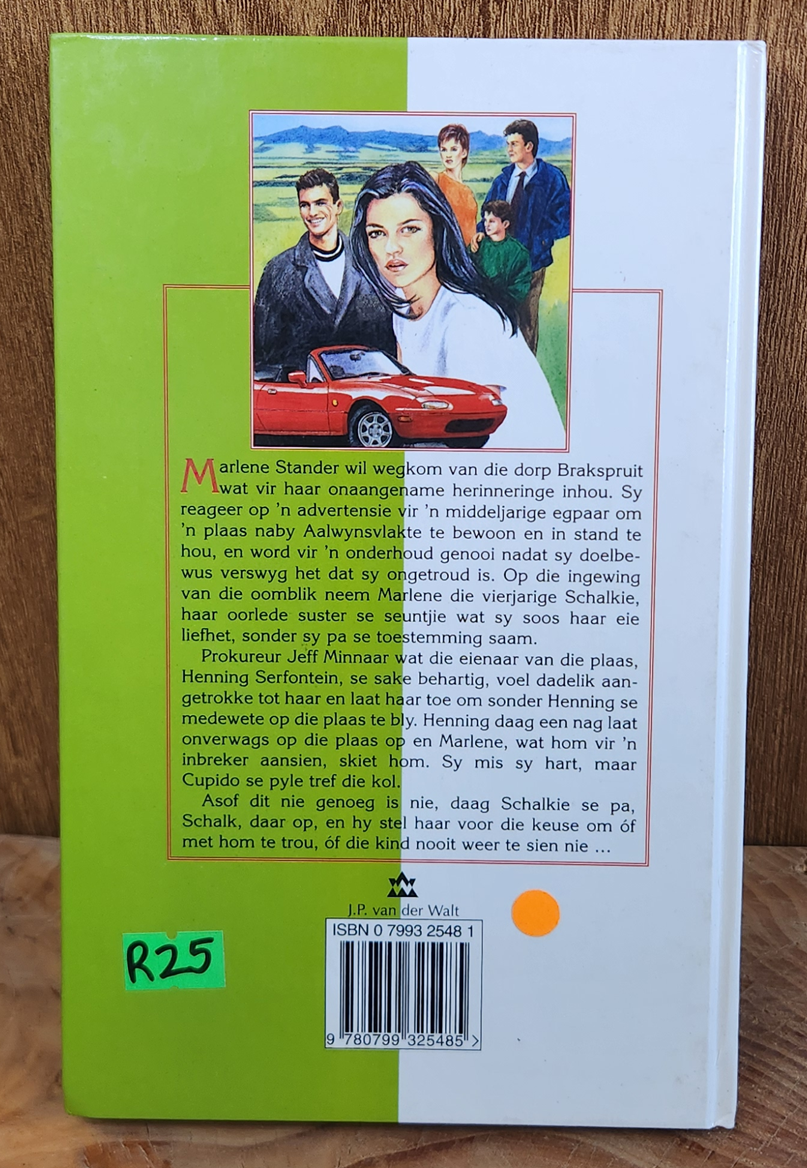 Marlene Stander wil wegkom van die dorp Brakspruit
wat vir haar onaangename herinneringe inhou. Sy
reageer op 'n advertensie vir 'n middeljarige egpaar om
'n plaas naby Aalwynsvlakte te bewoon en in stand te
hou, en word vir 'n onderhoud genooi nadat sy doelbe-
wus verswyg het dat sy ongetroud is. Op die ingewing
van die oomblik neem Marlene die vierjarige Schalkie,
haar oorlede suster se seuntjie wat sy soos haar eie
liefhet, sonder sy pa se toestemming saam.
Prokureur Jeff Minnaar wat die eienaar van die plaas,
Henning Serfontein, se sake behartig, voel dadelik aan-
getrokke tot haar en laat haar toe om sonder Henning se
medewete op die plaas te bly. Henning daag een nag laat
onverwags op die plaas op en Marlene, wat hom vir 'n
inbreker aansien, skiet hom. Sy mis sy hart, maar
Cupido se pyle tref die kol.
Asof dit nie genoeg is nie, daag Schalkie se pa,
Schalk, daar op, en hy stel haar voor die keuse om óf
met hom te trou, óf die kind nooit weer te sien nie ...
J.P. van der Walt
ISBN 0 7993 2548 1
R25
9 780799 325485 >